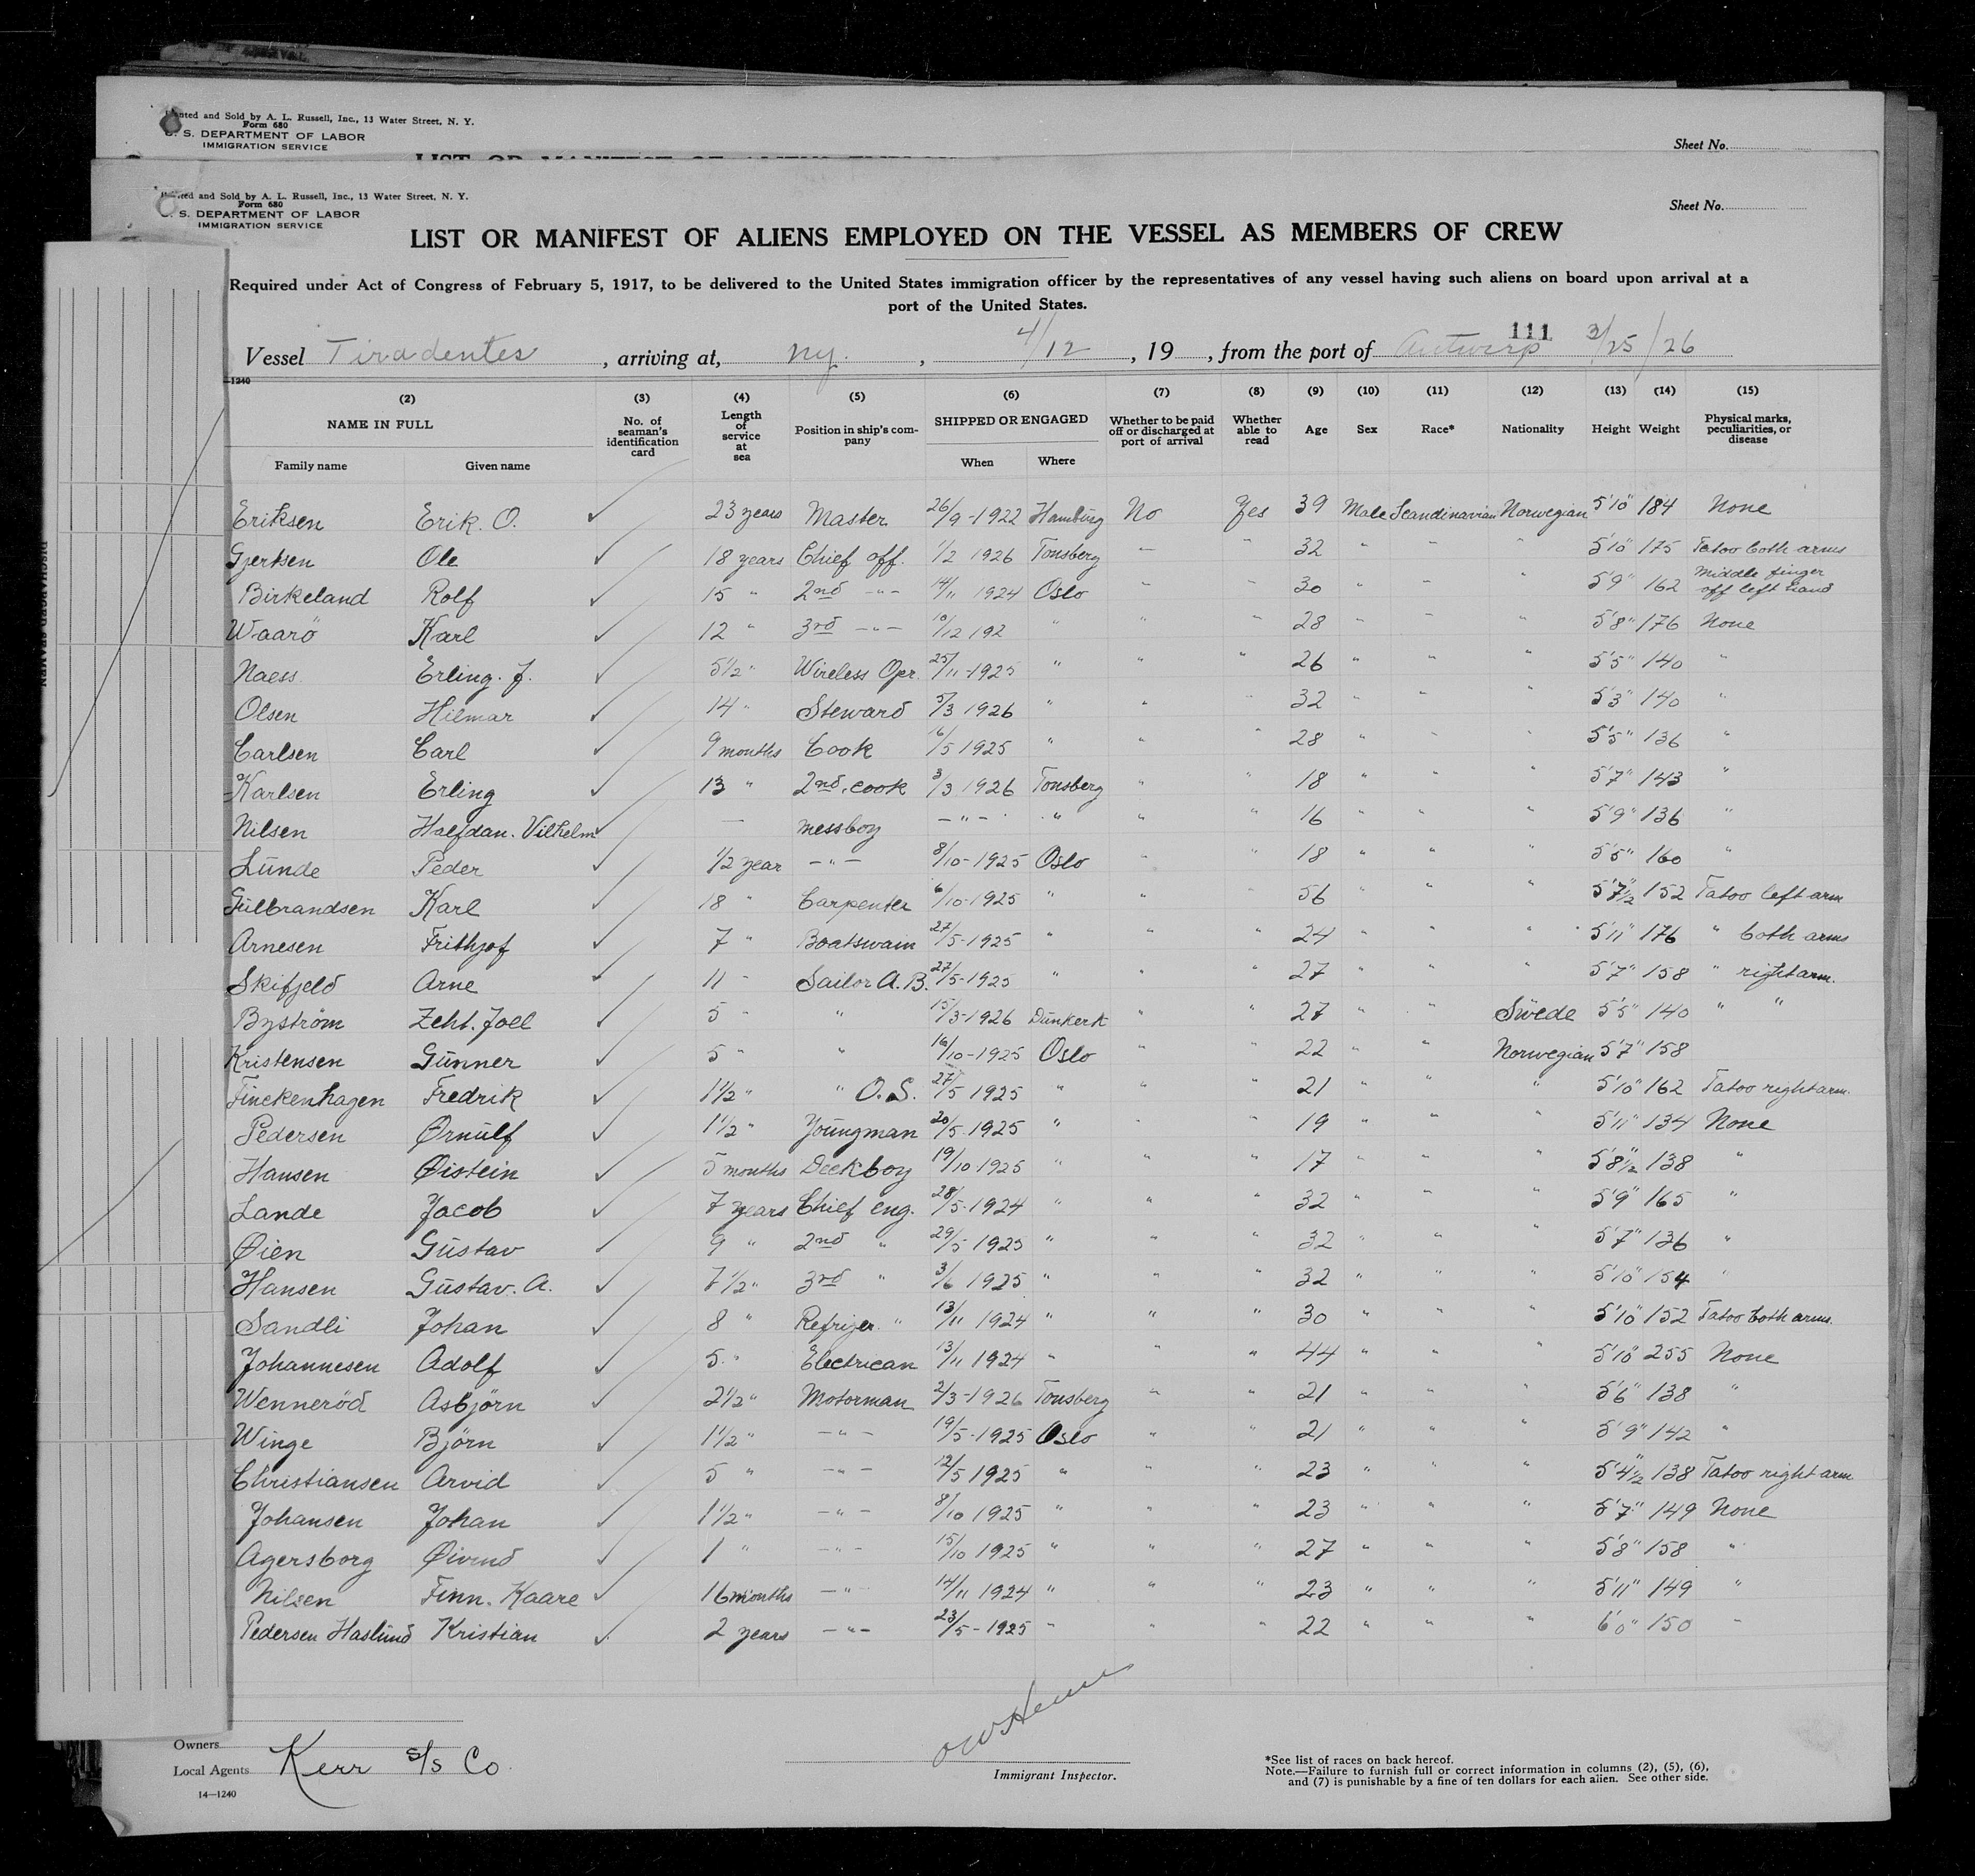 Printed and Sold by A. L. Russell, Inc., 13 Water Street, N. Y.
Form 680
U. S. DEPARTMENT OF LABOR
IMMIGRATION SERVICE
Sheet No.
Printed and Sold by A. L. Russell, Inc., 13 Water Street, N. Y.
Form 680
U. S. DEPARTMENT OF LABOR
IMMIGRATION SERVICE
Sheet No.
LIST OR MANIFEST OF ALIENS EMPLOYED ON THE VESSEL AS MEMBERS OF CREW
Required under Act of Congress of February 5, 1917, to be delivered to the United States immigration officer by the representatives of any vessel having such aliens on board upon arrival at a
port of the United States.
111
Vessel Tiradentes, arriving at, Ny., 4/12, 19, from the port of Antwerp 3/25/26
—1240
(2) (3) (4) (5) (6) (7) (8) (9) (10) (11) (12) (13) (14) (15)
NAME IN FULL No. of seaman's identification card Length of service at sea Position in ship's company SHIPPED OR ENGAGED Whether to be paid off or discharged at port of arrival Whether able to read Age Sex Race* Nationality Height Weight Physical marks, peculiarities, or disease
Family name Given name When Where
Eriksen Erik. O. 23 years Master 26/9-1922 Hamburg No Yes 39 Male Scandinavian Norwegian 5'10" 184 None
Gjertsen Ole 18 years Chief off. 1/2 1926 Tonsberg — " 32 " " " 5'10" 175 Tatoo both arms
Birkeland Rolf 15 " 2nd —"— 14/11 1924 Oslo " " 30 " " " 5'9" 162 Middle finger off left hand
Waarö Karl 12 " 3rd —"— 10/12 192 " " " 28 " " " 5'8" 176 None
Naess Erling. J. 5½ " Wireless Opr. 25/11-1925 " " " 26 " " " 5'5" 140 "
Olsen Hilmar 14 " Steward 5/3 1926 " " " 32 " " " 5'3" 140 "
Carlsen Carl 9 months Cook 16/5 1925 " " " 28 " " " 5'5" 136 "
Karlsen Erling 13 " 2nd. cook 3/3 1926 Tonsberg " " 18 " " " 5'7" 143 "
Nilsen Halfdan. Vilhelm — messboy —"— " " " 16 " " " 5'9" 136 "
Lunde Peder ½ year —"— 8/10-1925 Oslo " " 18 " " " 5'5" 160 "
Gulbrandsen Karl 18 " Carpenter 6/10-1925 " " " 56 " " " 5'7½" 152 Tatoo left arm
Arnesen Frithjof 7 " Boatswain 27/5-1925 " " " 24 " " " 5'11" 176 " both arms
Skifjeld Arne 11 " Sailor A. B. 27/5-1925 " " " 27 " " " 5'7" 158 " right arm.
Byström Zeht. Joel 5 " " 15/3-1926 Dunkerk " " 27 " " Swede 5'5" 140 " "
Kristensen Gunner 5 " " 16/10-1925 Oslo " " 22 " " Norwegian 5'7" 158
Finckenhagen Fredrik 1½ " " O. S. 27/5 1925 " " " 21 " " " 5'10" 162 Tatoo right arm.
Pedersen Ørnulf 1½ " Youngman 20/5-1925 " " " 19 " " " 5'11" 134 None
Hansen Øistein 5 months Deckboy 19/10-1925 " " " 17 " " " 5'8½" 138 "
Lande Jacob 7 years Chief eng. 28/5-1924 " " " 32 " " " 5'9" 165 "
Øien Gustav 9 " 2nd " 29/5 1925 " " " 32 " " " 5'7" 136 "
Hansen Gustav. A. 7½ " 3rd " 3/6 1925 " " " 32 " " " 5'10" 154 "
Sandli Johan 8 " Refriger. " 13/11 1924 " " " 30 " " " 5'10" 152 Tatoo both arms.
Johannesen Adolf 5 " Electrican 13/11 1924 " " " 44 " " " 5'10" 255 None
Wenneröd Asbjörn 2½ " Motorman 2/3-1926 Tonsberg " " 21 " " " 5'6" 138 "
Winge Björn 1½ " —"— 19/5-1925 Oslo " " 21 " " " 5'9" 142 "
Christiansen Arvid 5 " —"— 12/5 1925 " " " 23 " " " 5'4½" 138 Tatoo right arm
Johansen Johan 1½ " —"— 8/10 1925 " " " 23 " " " 5'7" 149 None
Agersborg Øivind 1 " —"— 15/10 1925 " " " 27 " " " 5'8" 158 "
Nilsen Finn. Kaare 16 months —"— 14/11 1924 " " " 23 " " " 5'11" 149 "
Pedersen Haslund Kristian 2 years —"— 23/5-1925 " " " 22 " " " 6'0" 150 "
Owners
Local Agents Kerr S/S Co.
14—1240
Immigrant Inspector.
*See list of races on back hereof.
Note.—Failure to furnish full or correct information in columns (2), (5), (6),
and (7) is punishable by a fine of ten dollars for each alien. See other side.